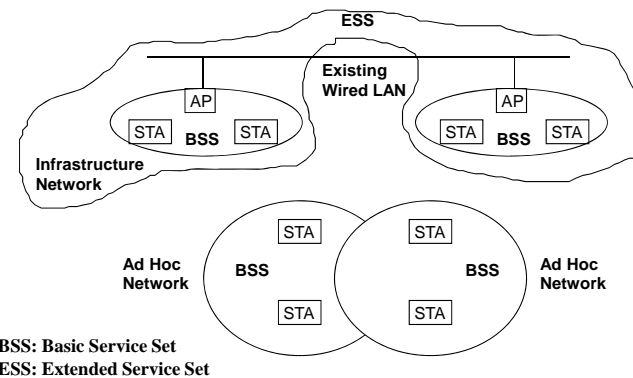 ESS
Existing
Wired LAN
AP
STA
BSS
STA
AP
STA
BSS
STA
Infrastructure
Network
Ad Hoc
Network
STA
BSS
STA
STA
BSS
STA
Ad Hoc
Network
BSS: Basic Service Set
ESS: Extended Service Set